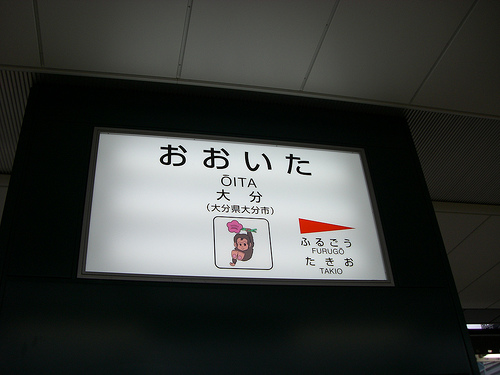 おおいた
ŌITA
大分
(大分県大分市)
ふるごう
FURUGŌ
たきお
TAKIO